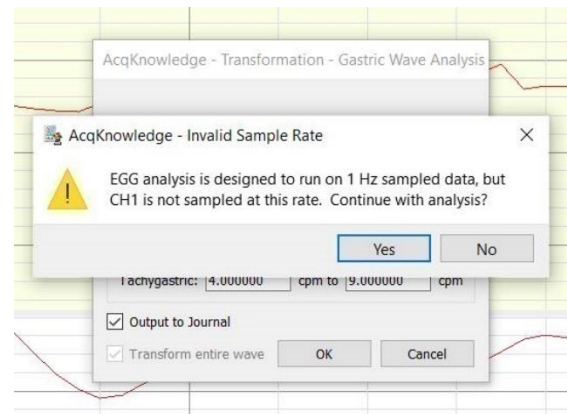 AcqKnowledge - Transformation - Gastric Wave Analysis
AcqKnowledge - Invalid Sample Rate
EGG analysis is designed to run on 1 Hz sampled data, but
CH1 is not sampled at this rate. Continue with analysis?
Yes No
Tachygastric: 4.000000 cpm to 9.000000 cpm
Output to Journal
Transform entire wave OK Cancel